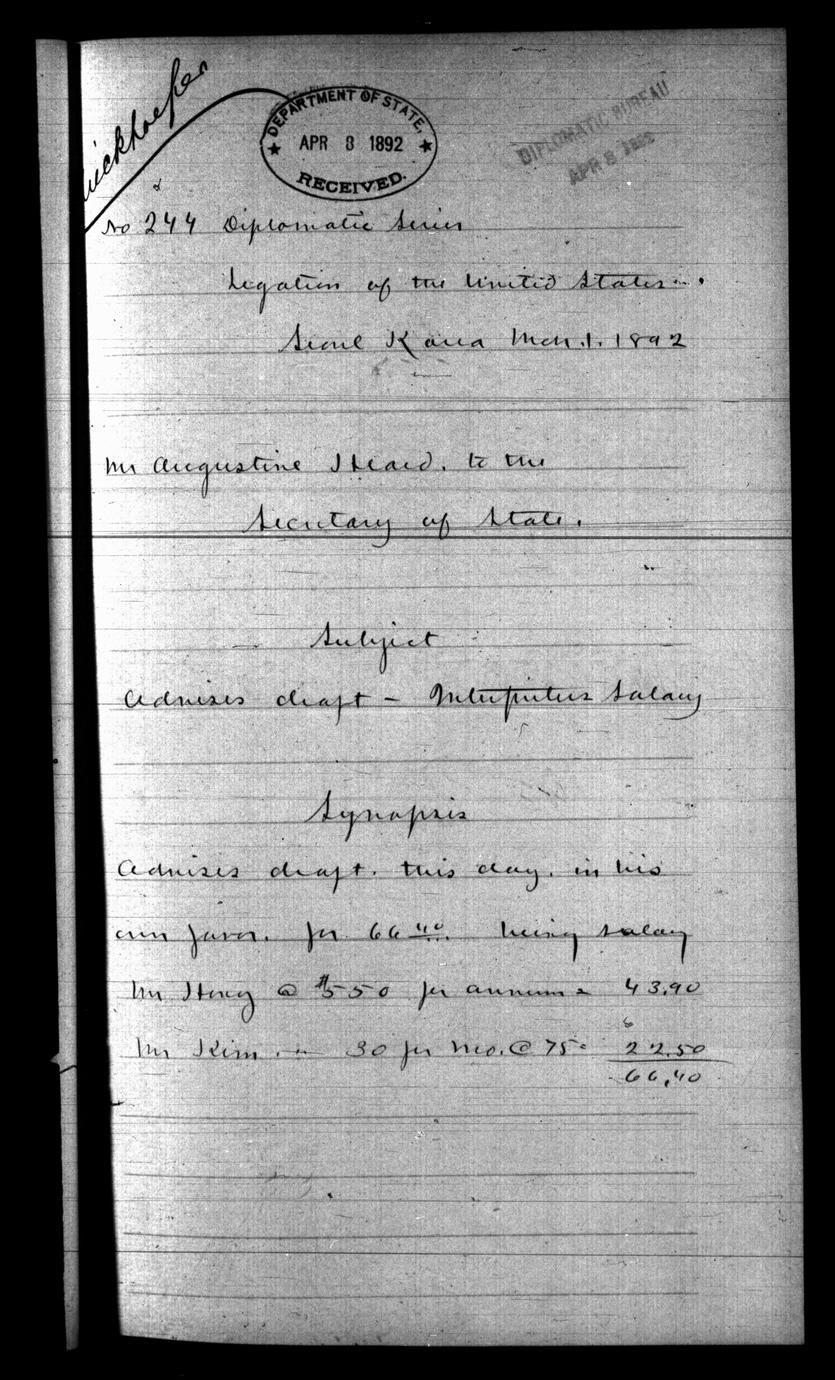 DEPARTMENT OF STATE,
APR 8 1892
RECEIVED.
DIPLOMATIC BUREAU
APR 8 1892
No 244 Diplomatic Series
Legation of the United States
Seoul Korea Mch. 1. 1892
Mr Augustine Heard. to the
Secretary of State.
Subject
Advises draft - Interpreters Salary
Synopsis
Advises draft. this day. in his
own favor. for 66 40. being salary
Mr Hong @ $550 per annum = 43.90
Mr Kim. 30 per Mo. @ 75 = 22.50
66.40